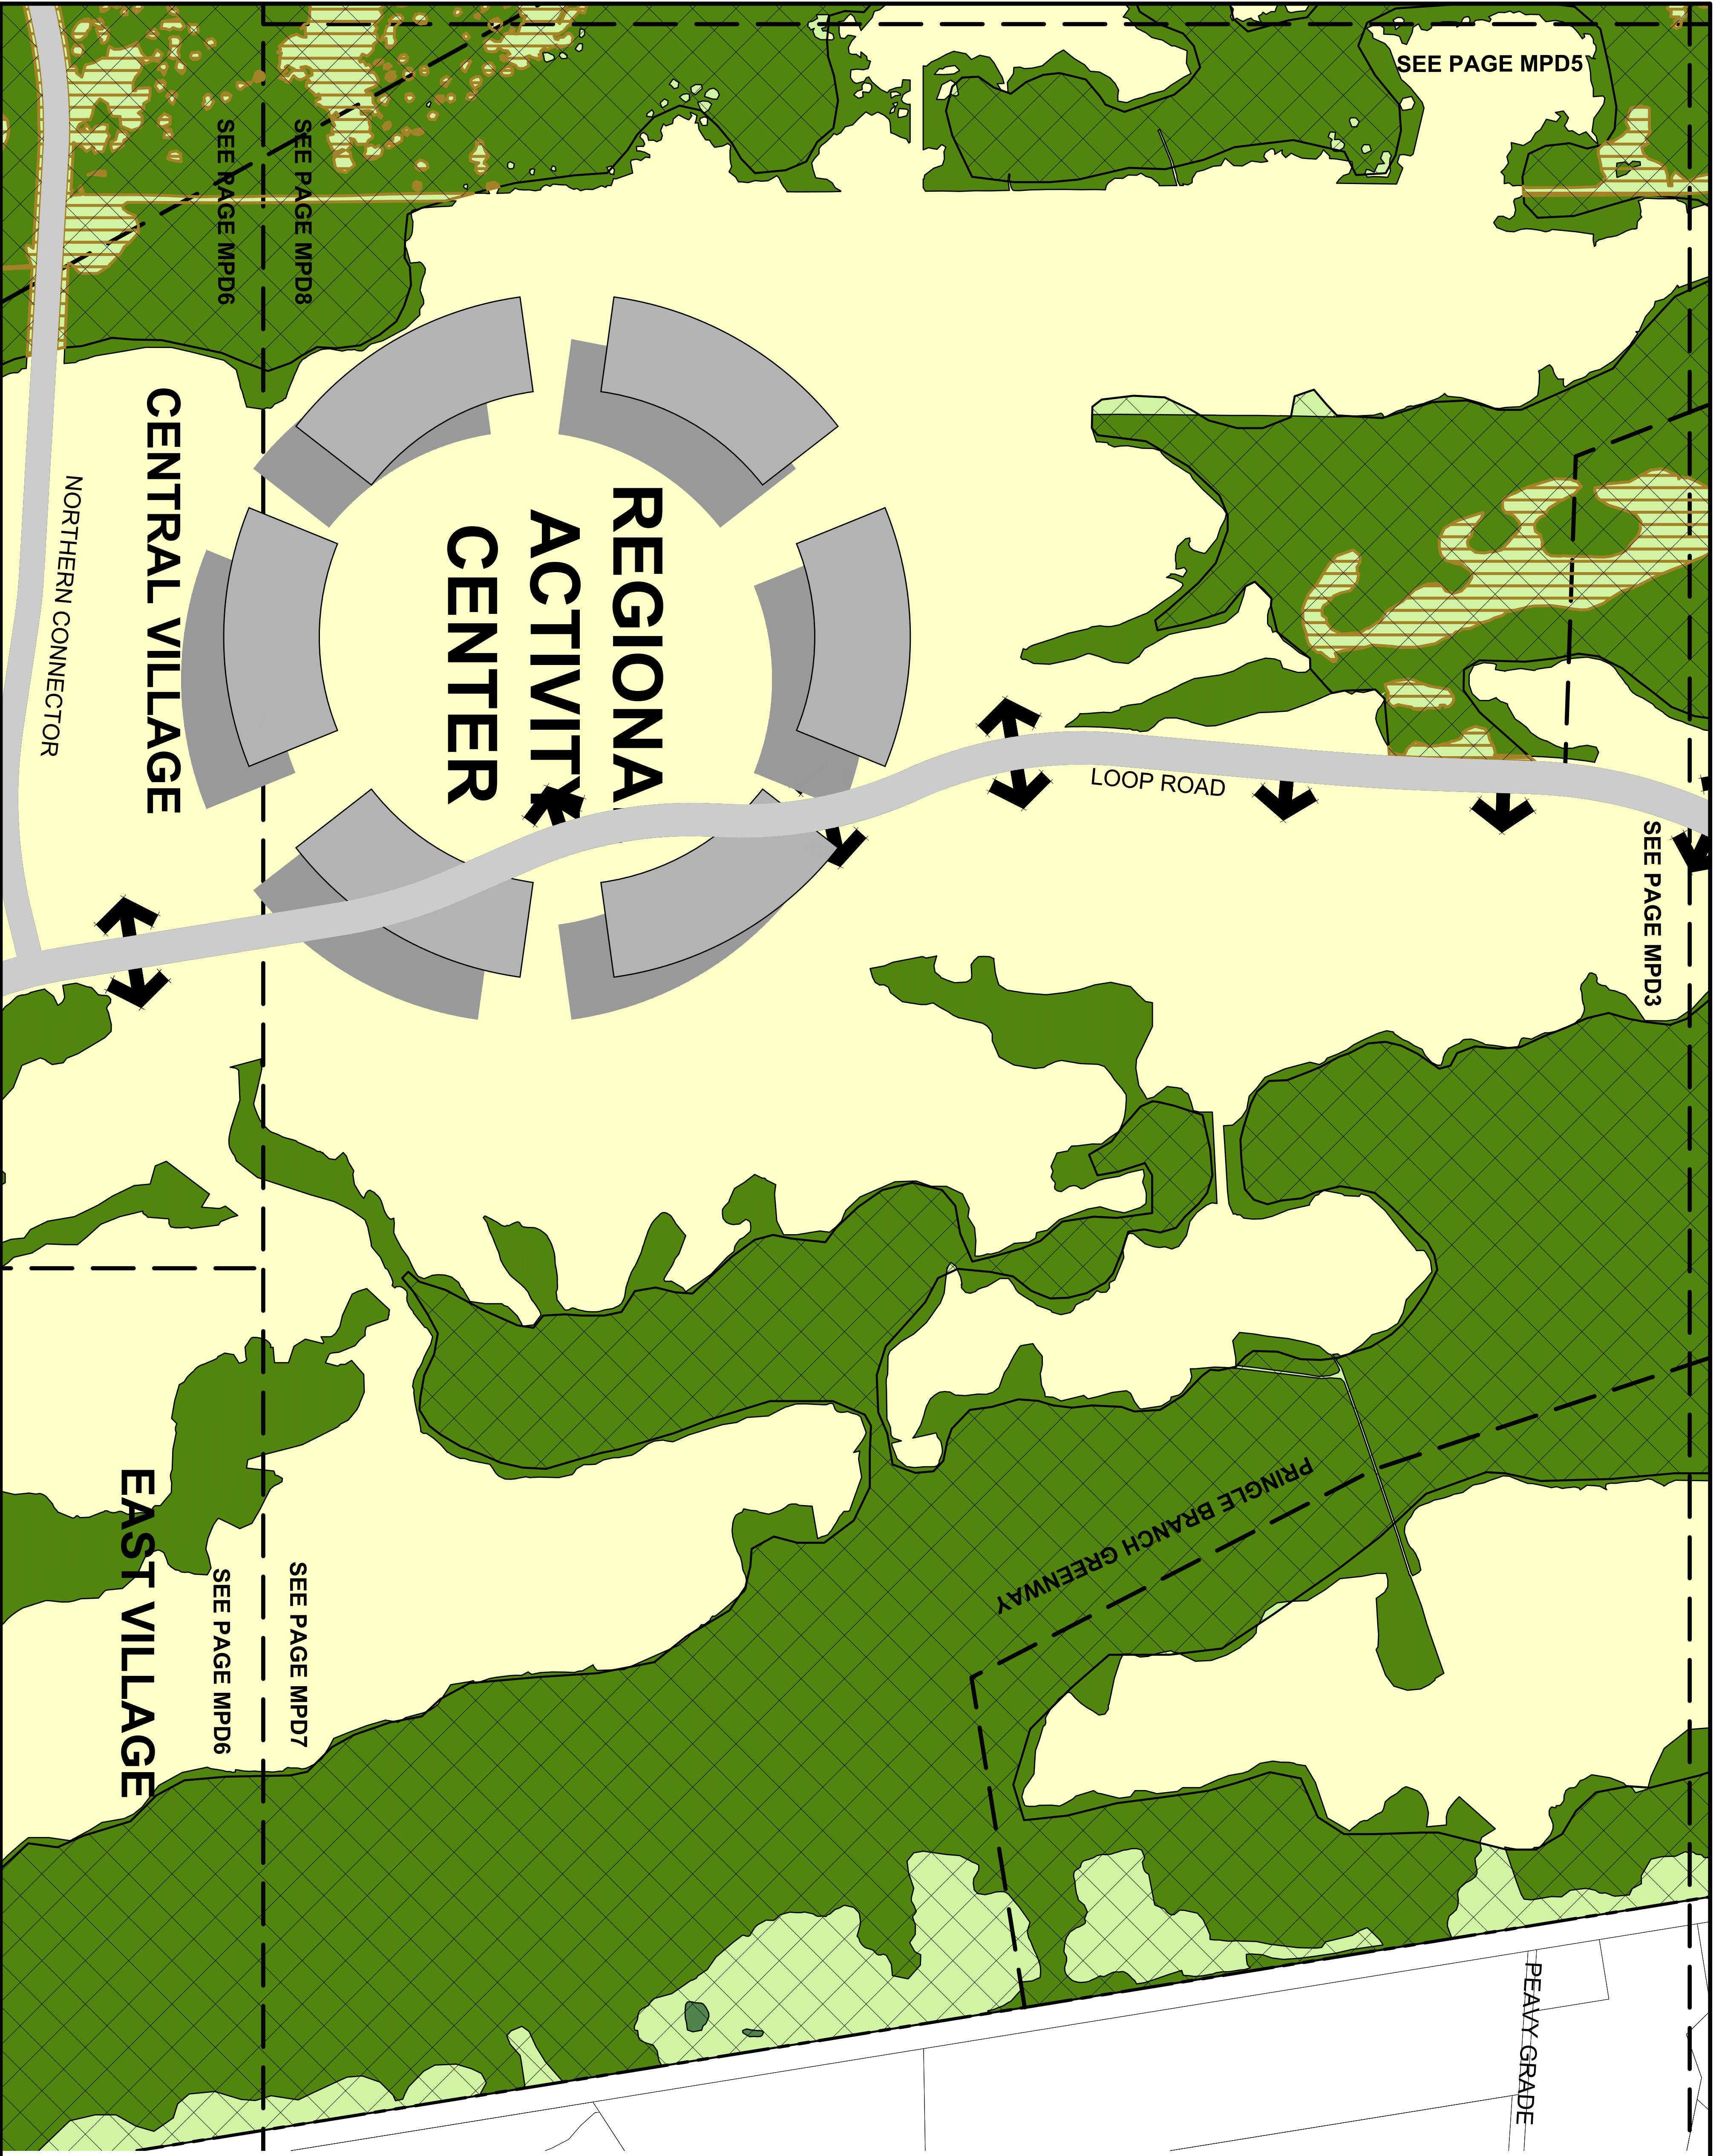 SEE PAGE MPD5
SEE PAGE MPD6
SEE PAGE MPD8
CENTRAL VILLAGE
NORTHERN CONNECTOR
REGIONA
ACTIVITY
CENTER
LOOP ROAD
SEE PAGE MPD3
PRINGLE BRANCH GREENWAY
EAST VILLAGE
SEE PAGE MPD6
SEE PAGE MPD7
PEAVY GRADE